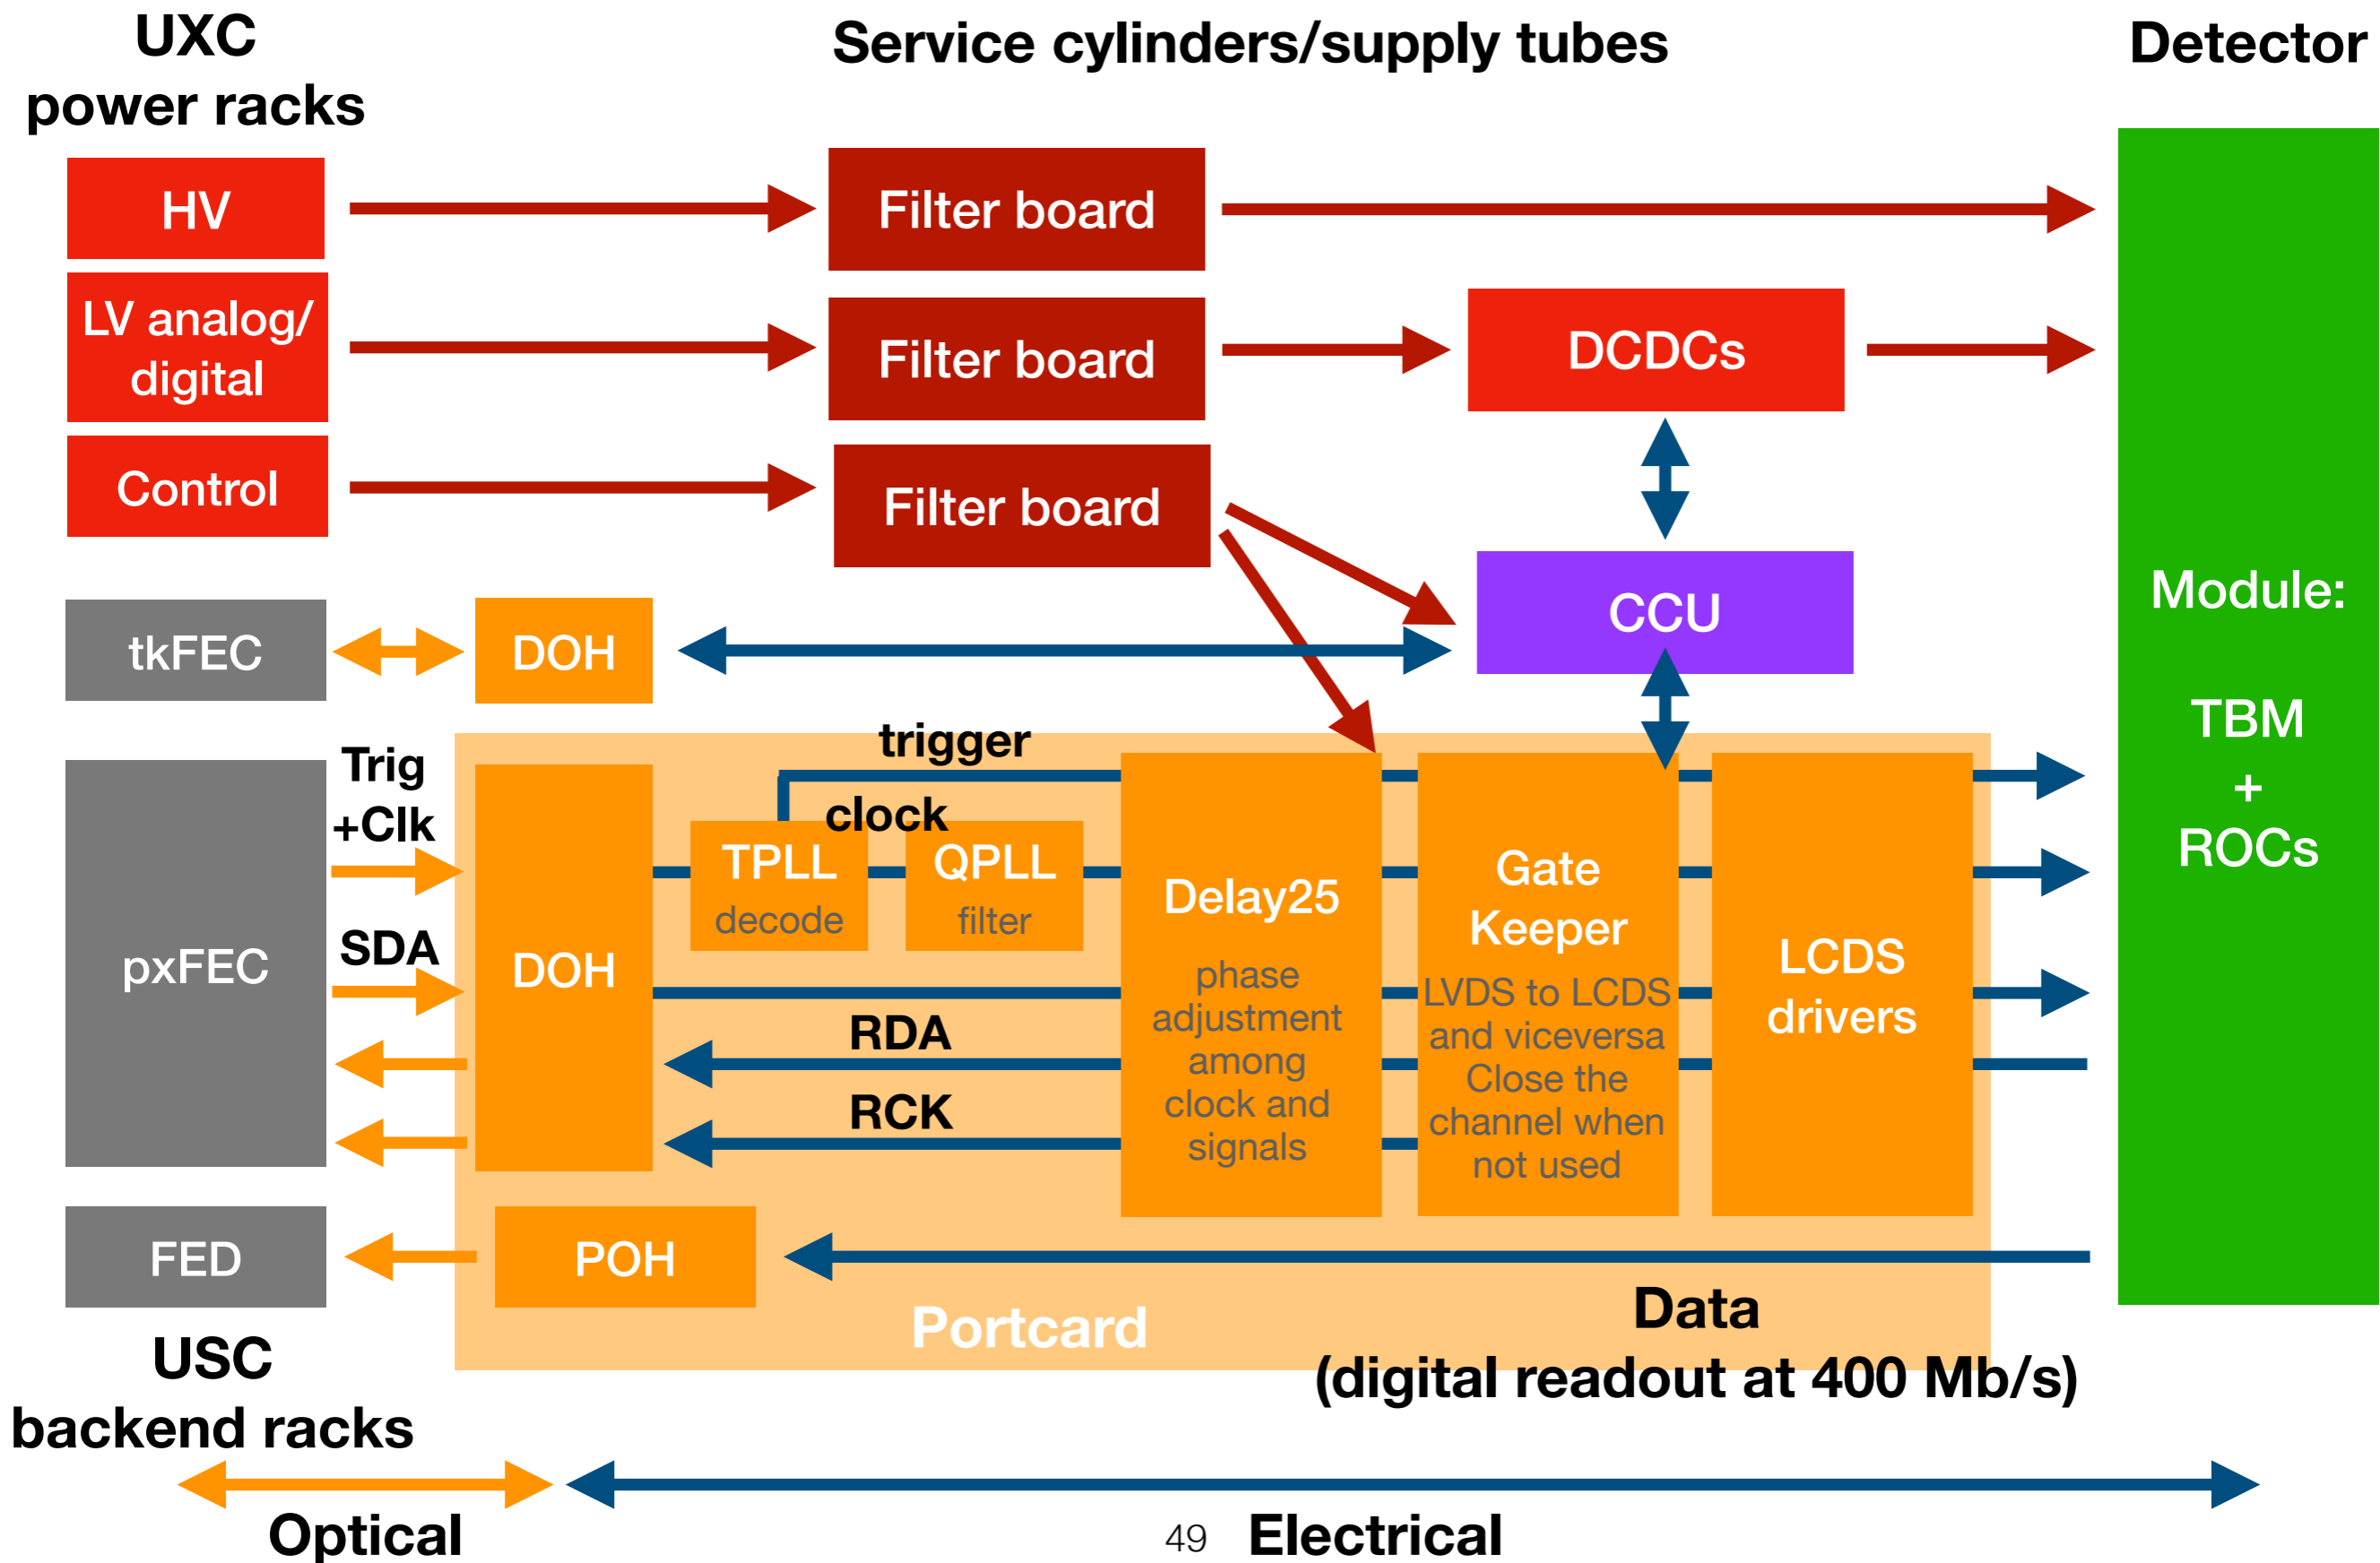 UXC
power racks
Service cylinders/supply tubes
Detector
HV
Filter board
LV analog/
digital
Filter board
DCDCs
Control
Filter board
CCU
tkFEC
DOH
Module:
TBM
+
ROCs
Trig
+Clk
SDA
pxFEC
DOH
trigger
clock
TPLL
decode
QPLL
filter
RDA
RCK
Delay25
phase
adjustment
among
clock and
signals
Gate
Keeper
LVDS to LCDS
and viceversa
Close the
channel when
not used
LCDS
drivers
FED
POH
Portcard
Data
(digital readout at 400 Mb/s)
USC
backend racks
Optical
49
Electrical